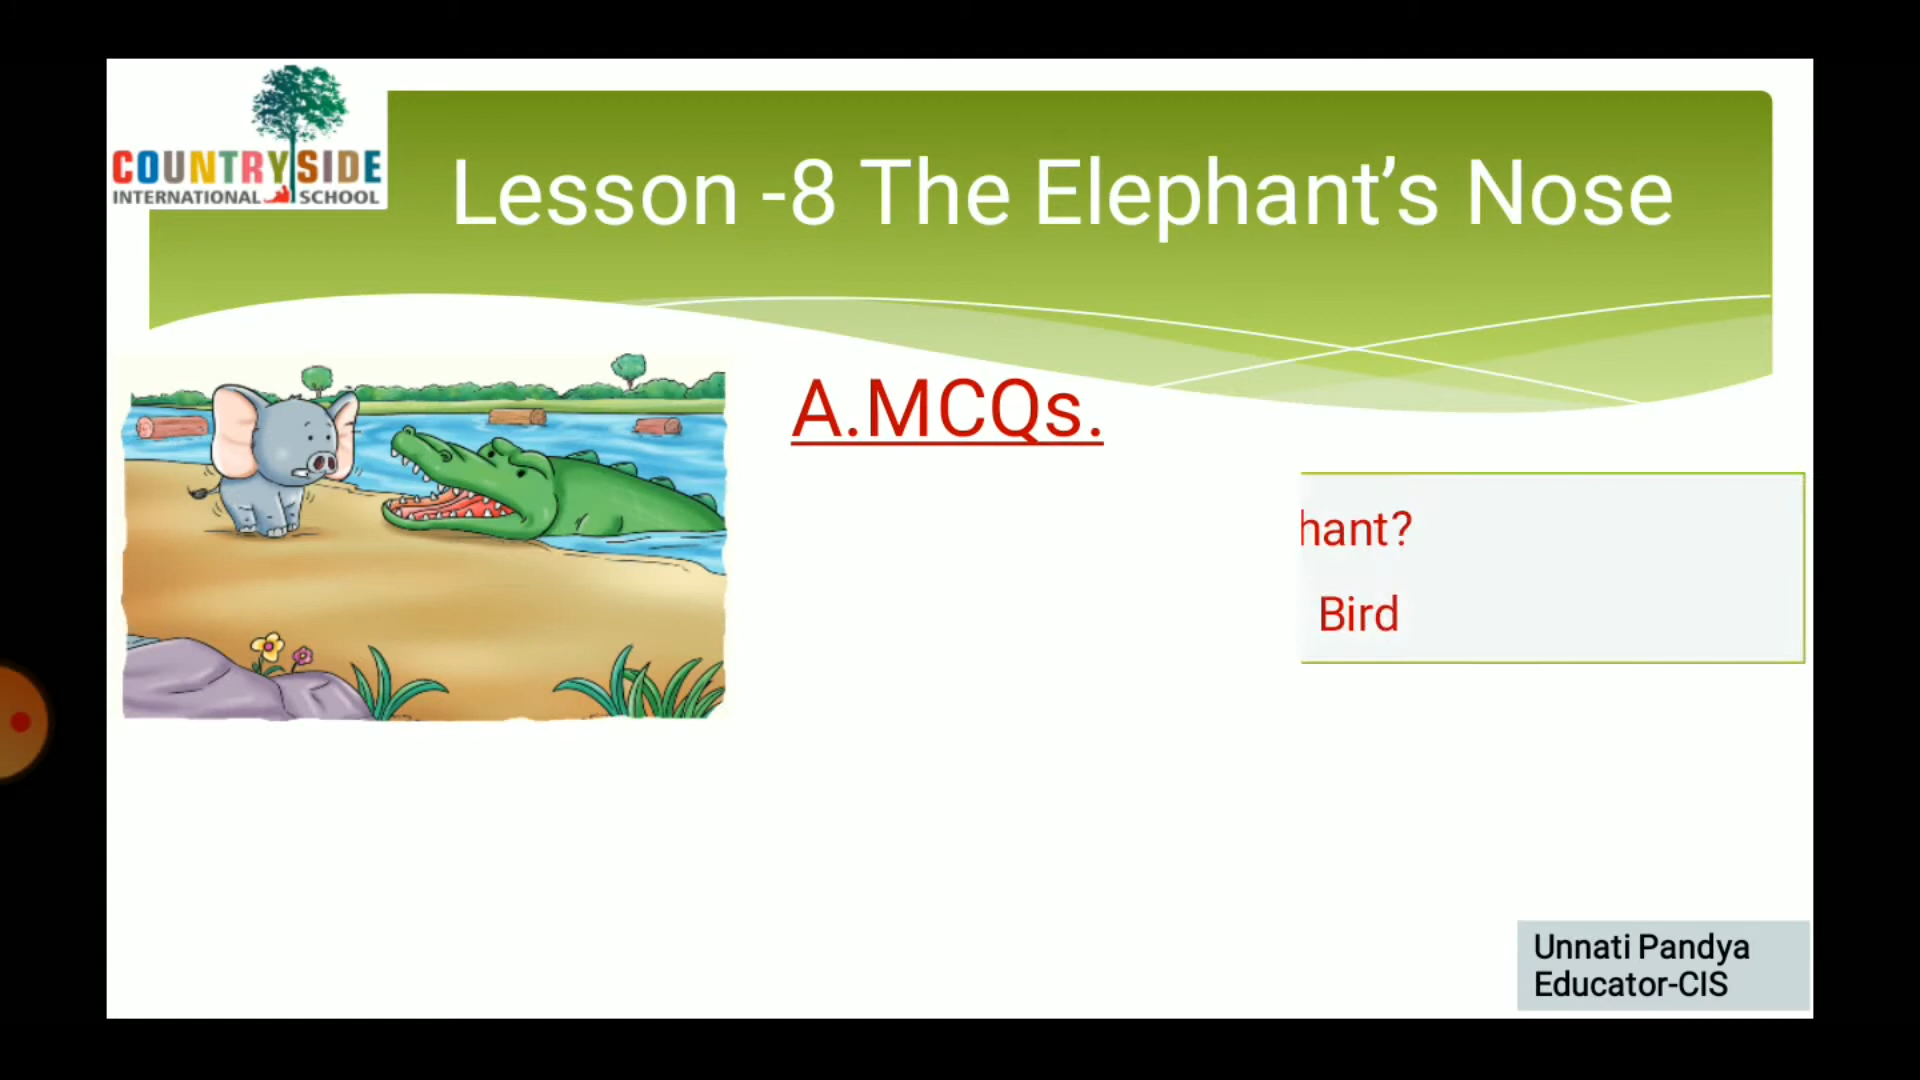 COUNTRYSIDE
INTERNATIONAL SCHOOL
Lesson -8 The Elephant’s Nose
A.MCQs.
hant?
Bird
Unnati Pandya
Educator-CIS